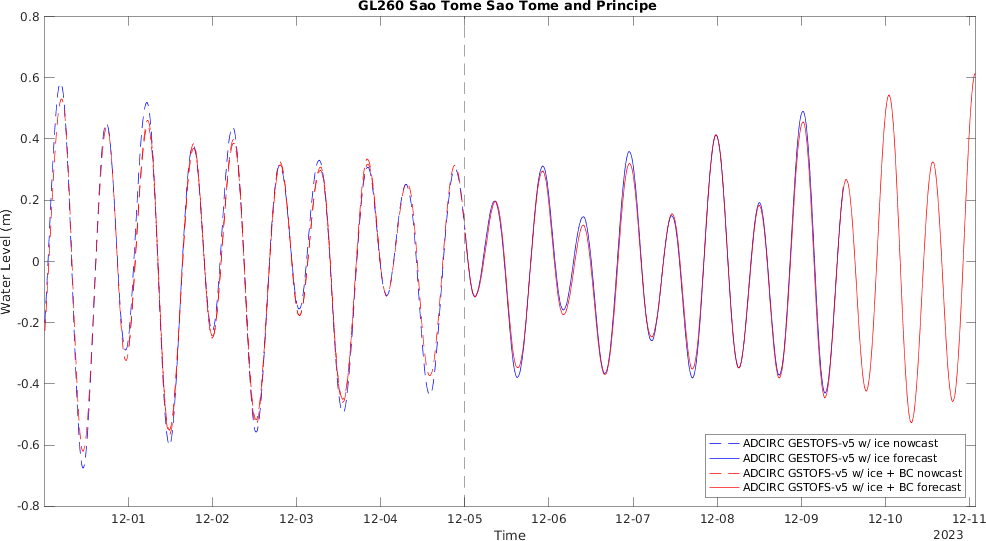 GL260 Sao Tome Sao Tome and Principe
0.8
0.6
0.4
0.2
0
-0.2
-0.4
-0.6
-0.8
Water Level (m)
ADCIRC GESTOFS-v5 w/ ice nowcast
ADCIRC GESTOFS-v5 w/ ice forecast
ADCIRC GSTOFS-v5 w/ ice + BC nowcast
ADCIRC GSTOFS-v5 w/ ice + BC forecast
12-01 12-02 12-03 12-04 12-05 12-06 12-07 12-08 12-09 12-10 12-11
Time
2023